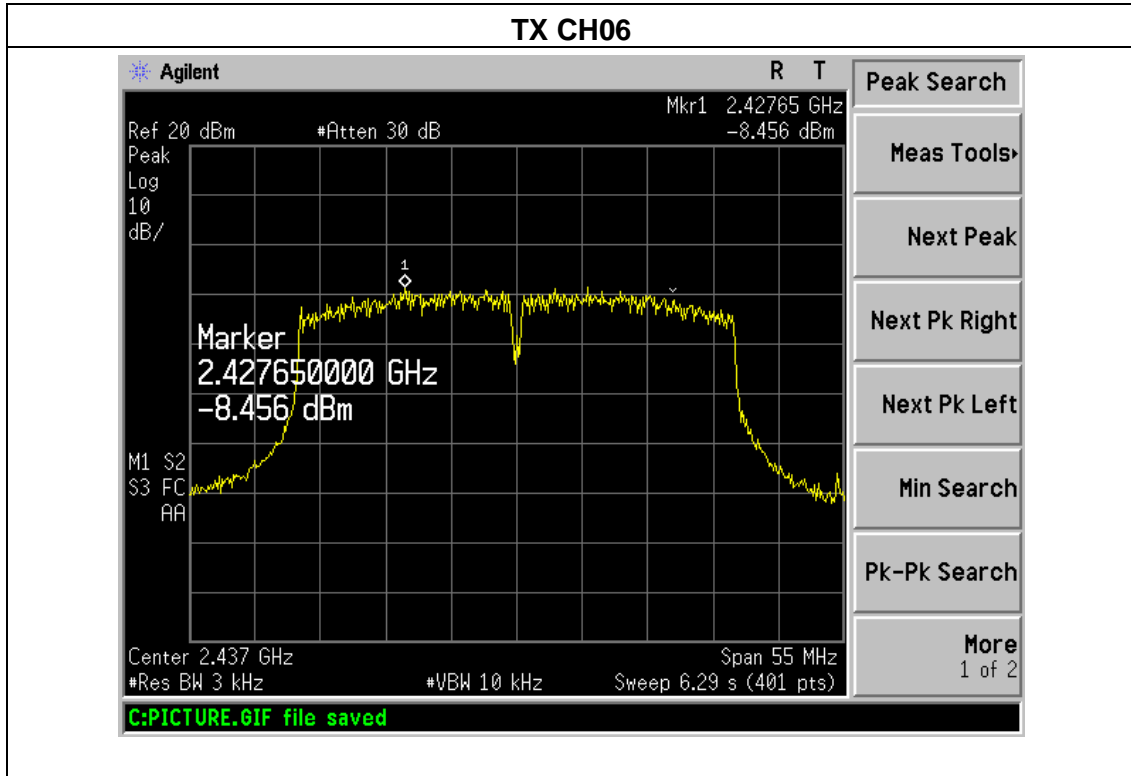 TX CH06
Agilent R T
Mkr1 2.42765 GHz
Ref 20 dBm #Atten 30 dB -8.456 dBm
Peak
Log
10
dB/
1
Marker
2.427650000 GHz
-8.456 dBm
M1 S2
S3 FC
AA
Center 2.437 GHz Span 55 MHz
#Res BW 3 kHz #VBW 10 kHz Sweep 6.29 s (401 pts)
C:PICTURE.GIF file saved
Peak Search
Meas Tools
Next Peak
Next Pk Right
Next Pk Left
Min Search
Pk-Pk Search
More
1 of 2